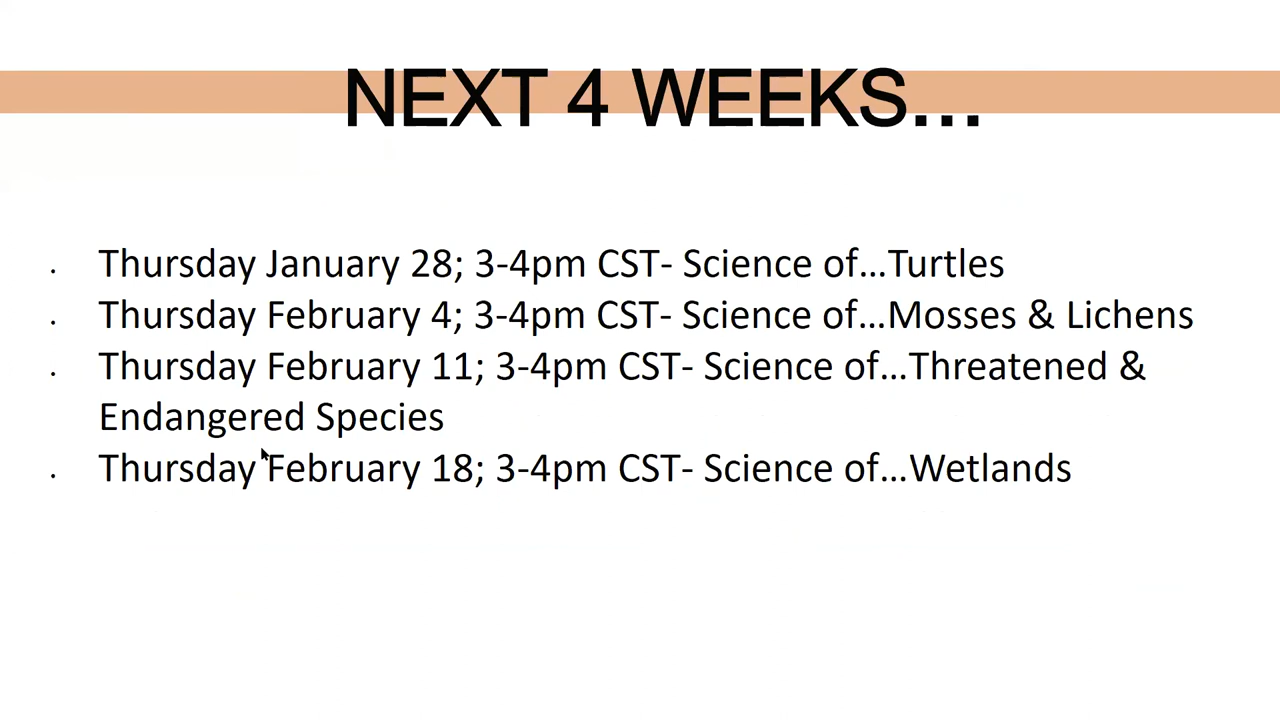 NEXT 4 WEEKS...
· Thursday January 28; 3-4pm CST- Science of...Turtles
· Thursday February 4; 3-4pm CST- Science of...Mosses & Lichens
· Thursday February 11; 3-4pm CST- Science of...Threatened &
Endangered Species
· Thursday February 18; 3-4pm CST- Science of...Wetlands